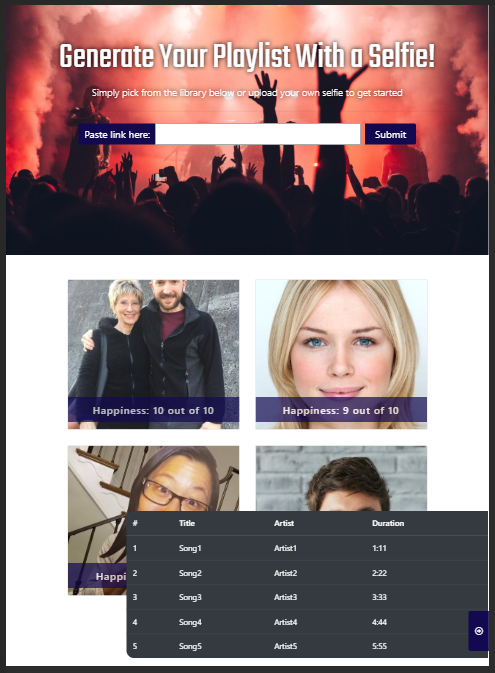 Generate Your Playlist With a Selfie!
Simply pick from the library below or upload your own selfie to get started
Paste link here: Submit
Happiness: 10 out of 10 Happiness: 9 out of 10
Happi
# Title Artist Duration
1 Song1 Artist1 1:11
2 Song2 Artist2 2:22
3 Song3 Artist3 3:33
4 Song4 Artist4 4:44
5 Song5 Artist5 5:55